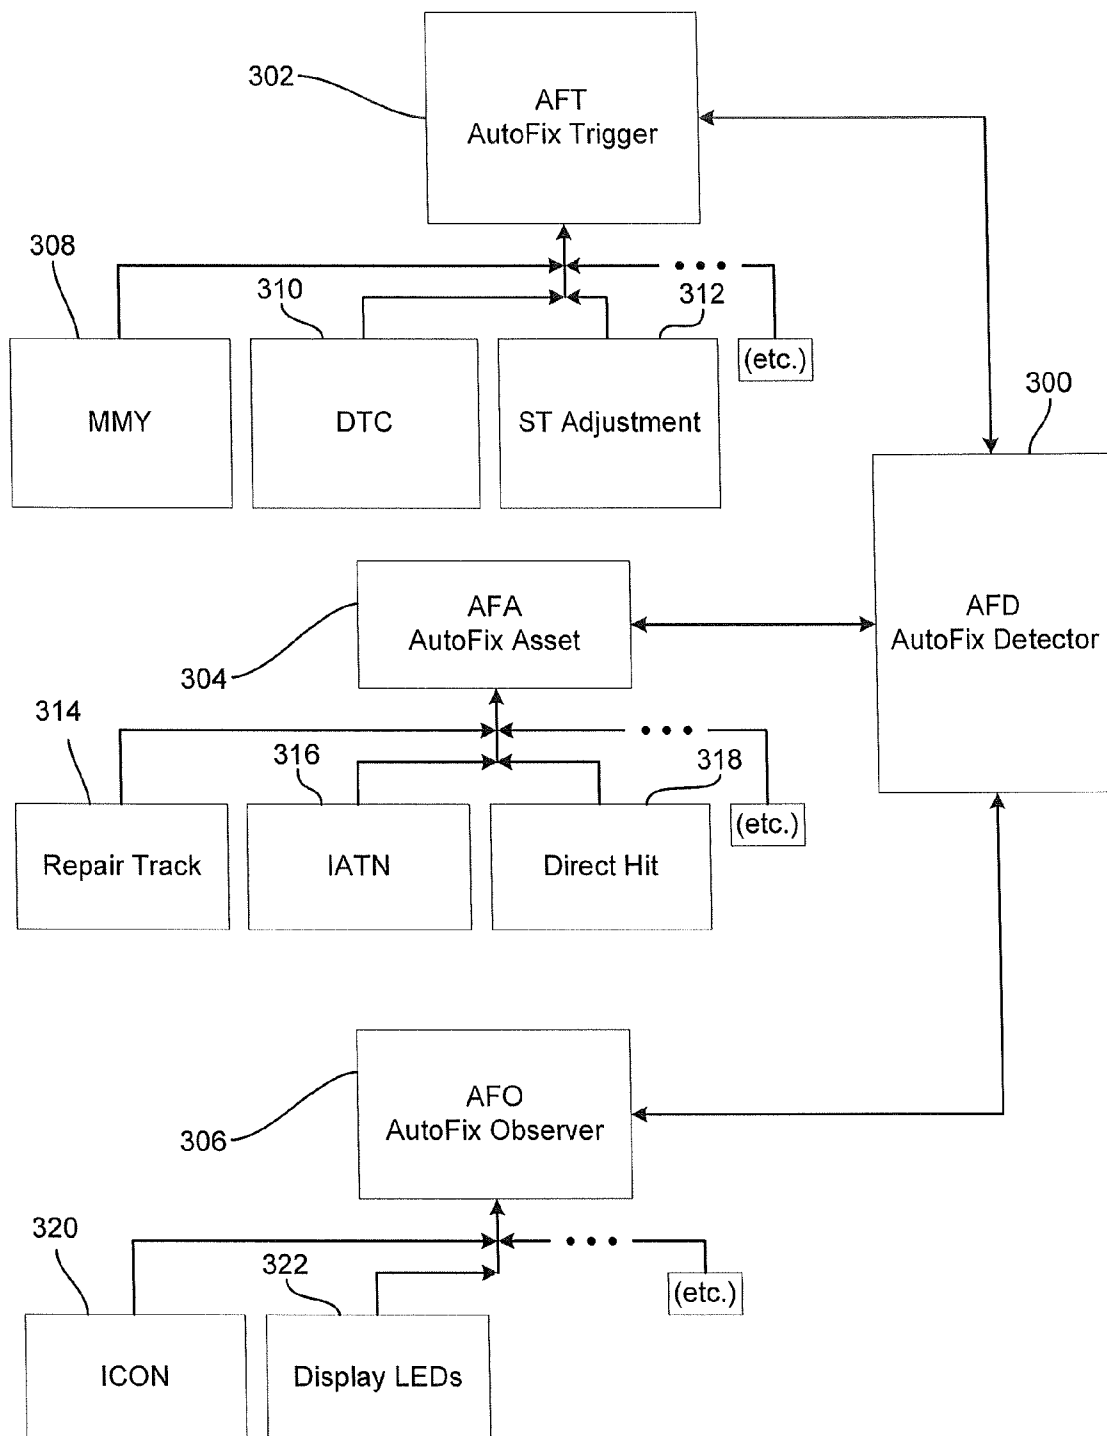 302
AFT
AutoFix Trigger
308
310
312
(etc.)
MMY
DTC
ST Adjustment
300
AFD
AutoFix Detector
AFA
AutoFix Asset
304
314
316
318
(etc.)
Repair Track
IATN
Direct Hit
AFO
AutoFix Observer
306
320
322
(etc.)
ICON
Display LEDs